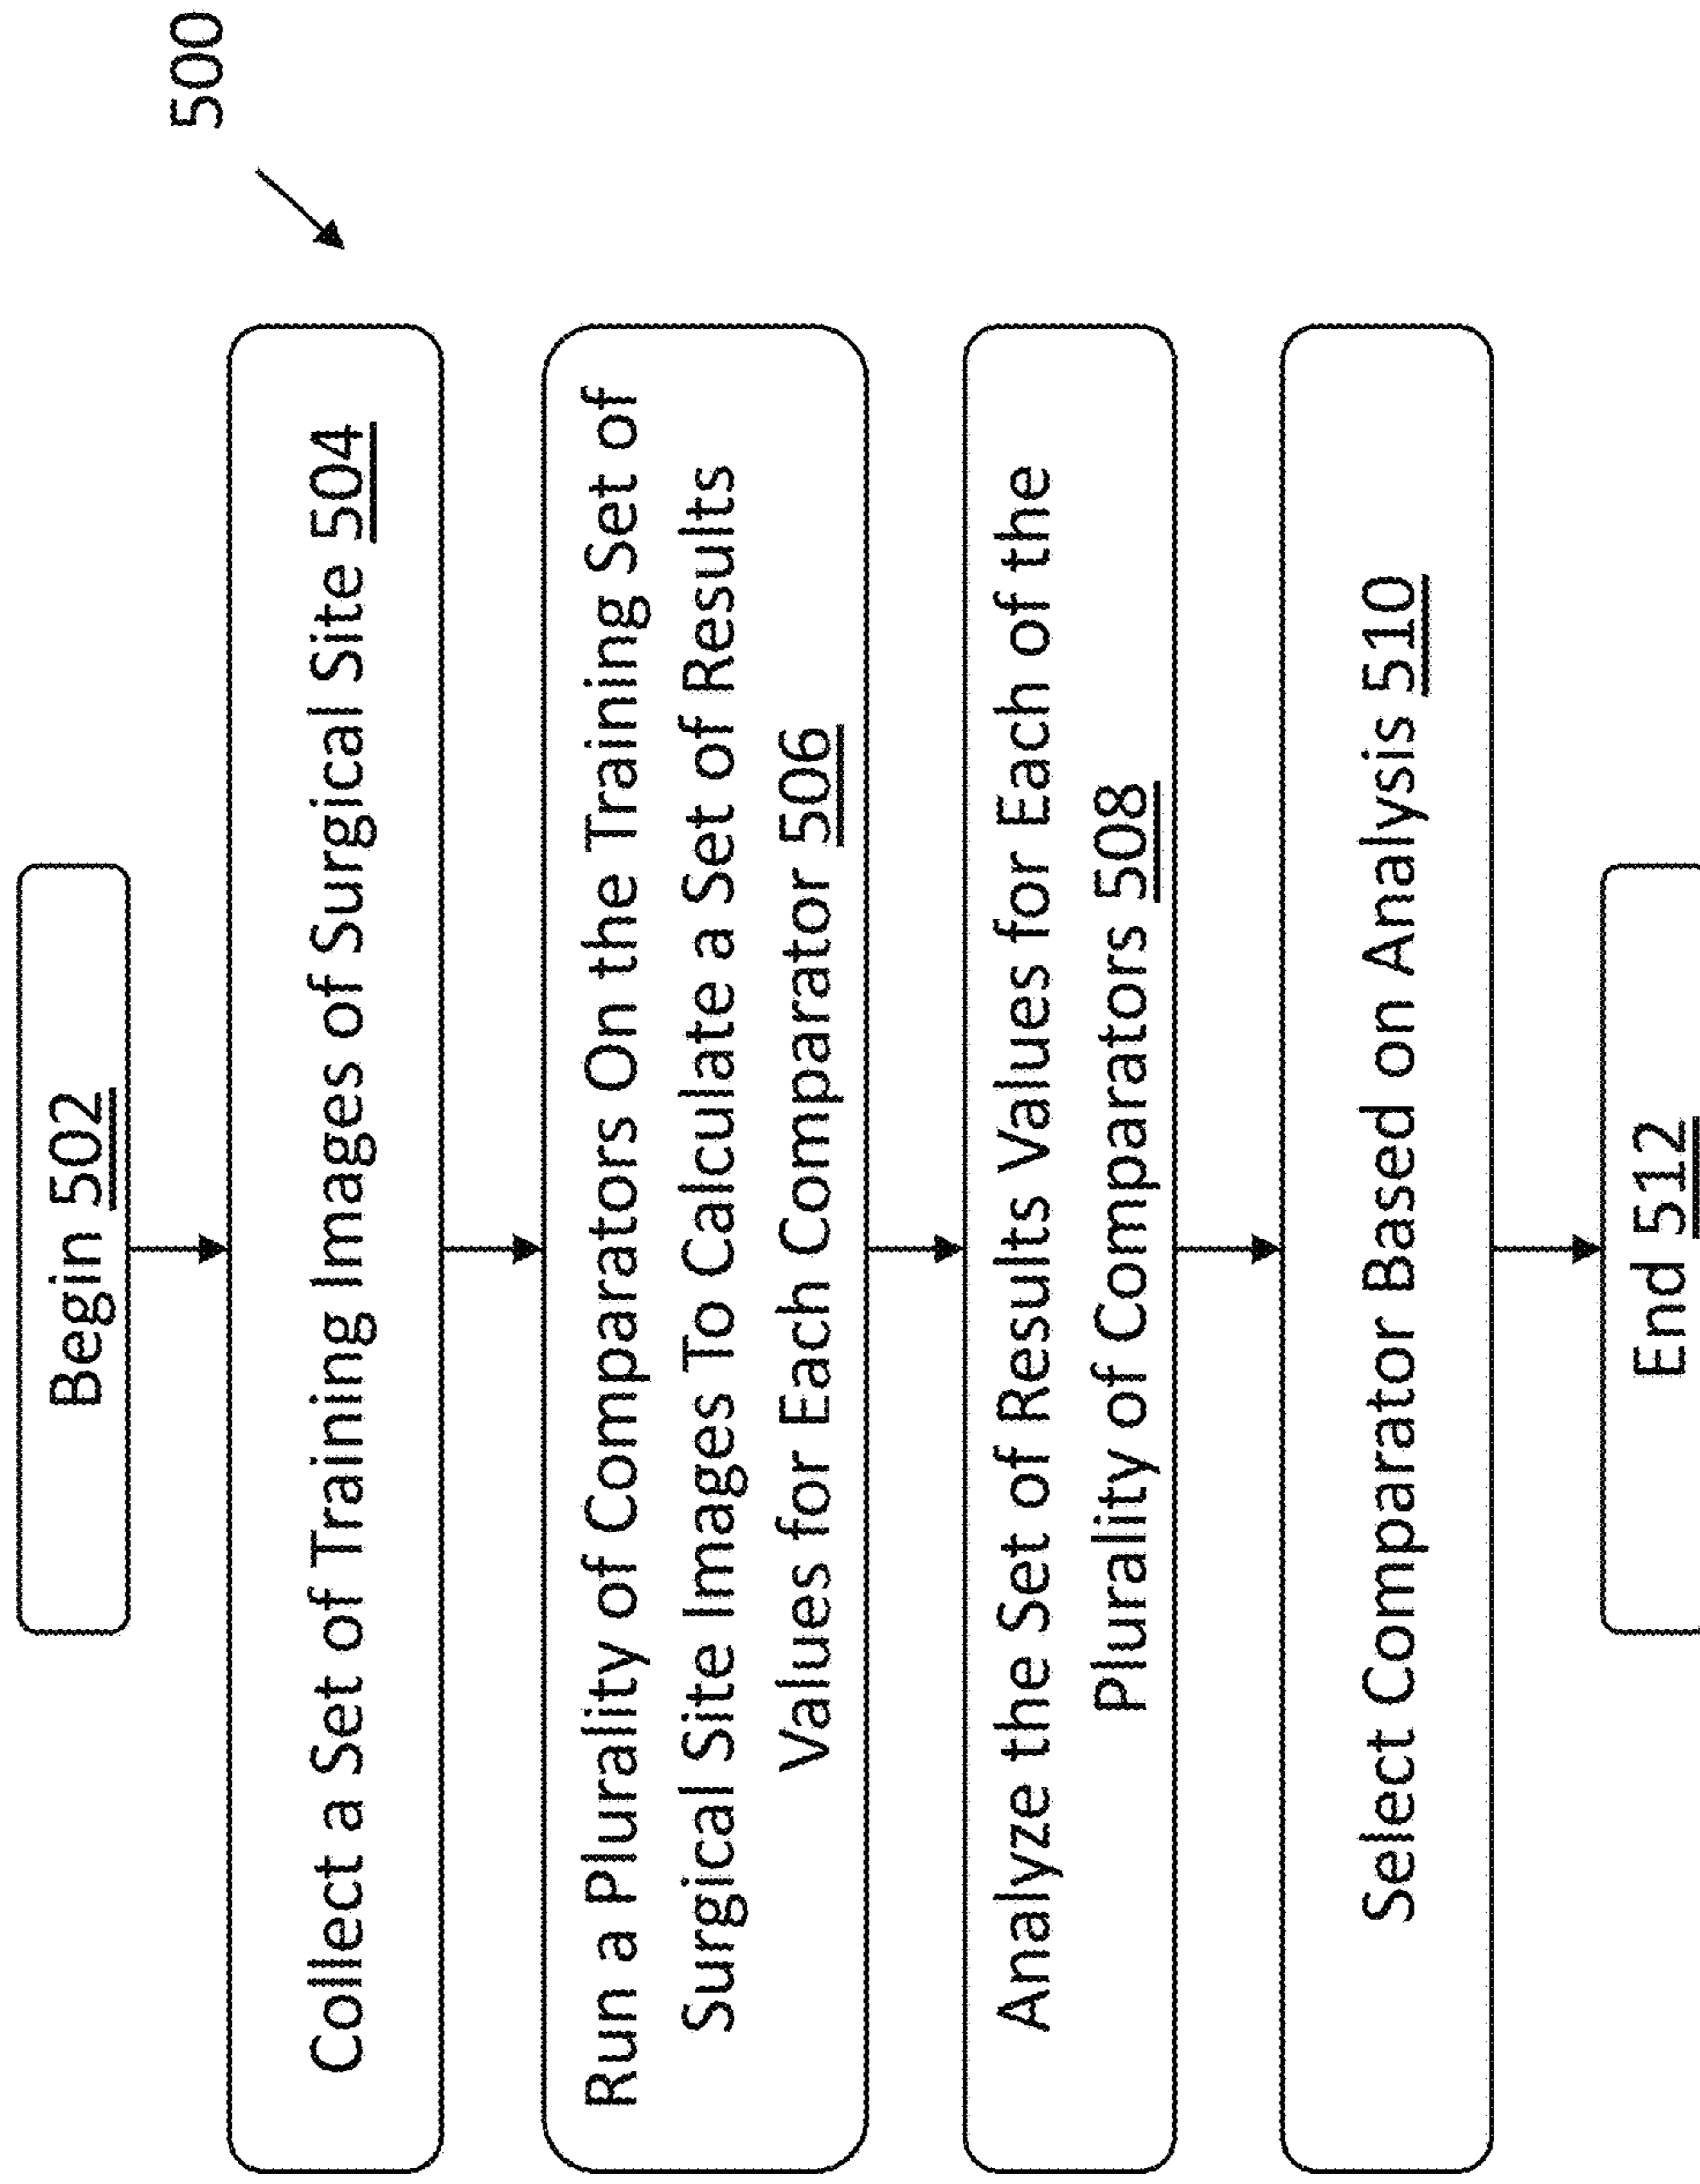 500
Begin 502
Collect a Set of Training Images of Surgical Site 504
Run a Plurality of Comparators On the Training Set of
Surgical Site Images To Calculate a Set of Results
Values for Each Comparator 506
Analyze the Set of Results Values for Each of the
Plurality of Comparators 508
Select Comparator Based on Analysis 510
End 512